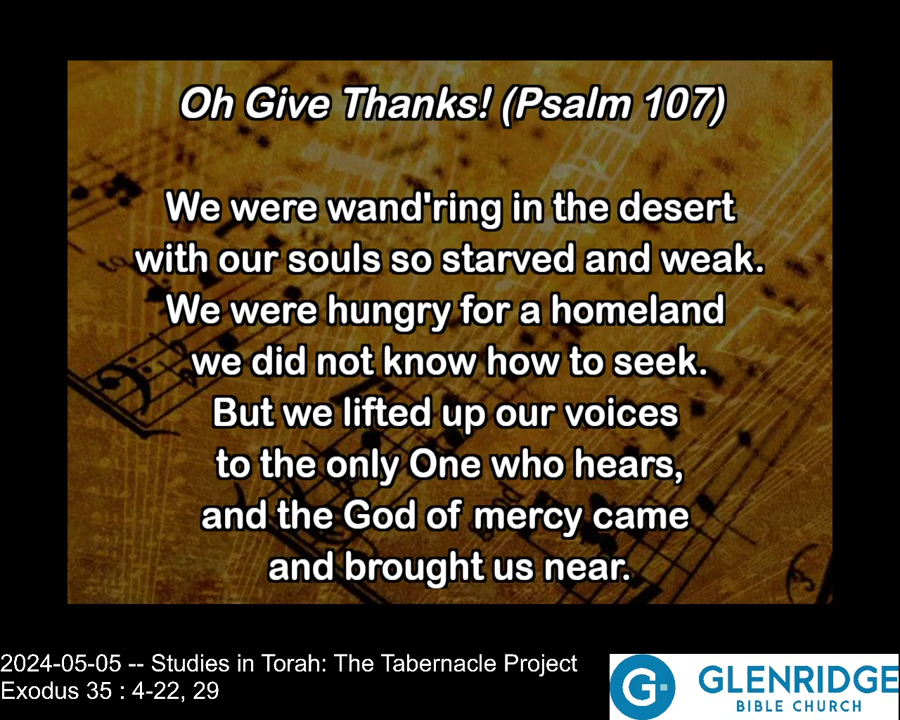 Oh Give Thanks! (Psalm 107)
We were wand'ring in the desert
with our souls so starved and weak.
We were hungry for a homeland
we did not know how to seek.
But we lifted up our voices
to the only One who hears,
and the God of mercy came
and brought us near.
2024-05-05 -- Studies in Torah: The Tabernacle Project
Exodus 35 : 4-22, 29
G
GLENRIDGE
BIBLE CHURCH